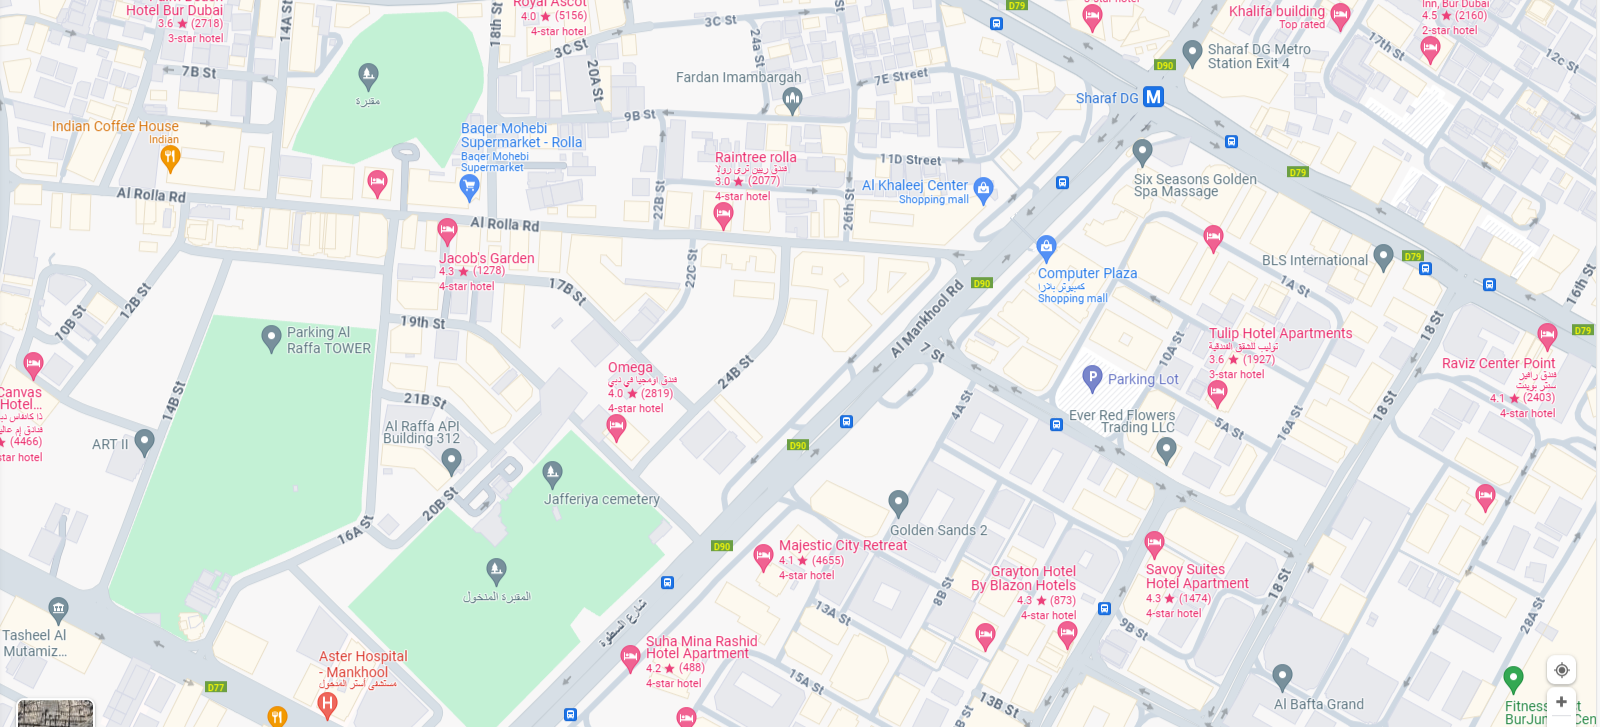 Hotel Bur Dubai
3.6 ★ (2718)
3-star hotel
14A St
18th St
Royal Ascot
4.0 ★ (5156)
4-star hotel
3C St
3C St
24a St
20A St
D79
Khalifa building
Top rated
Inn, Bur Dubai
4.5 ★ (2160)
2-star hotel
17th St
12c St
Sharaf DG Metro
Station Exit 4
D90
7B St
مقبرة
Fardan Imambargah
7E Street
Sharaf DG
M
9B St
Indian Coffee House
Indian
Baqer Mohebi
Supermarket - Rolla
Baqer Mohebi
Supermarket
Raintree rolla
فندق ريين تري رولا
3.0 ★ (2077)
4-star hotel
11D Street
Al Khaleej Center
Shopping mall
Six Seasons Golden
Spa Massage
D79
Al Rolla Rd
Al Rolla Rd
22B St
26th St
Jacob's Garden
4.3 ★ (1278)
4-star hotel
22C St
D90
Computer Plaza
كمبيوتر بلازا
Shopping mall
BLS International
D79
1A St
16th St
17B St
12B St
10B St
19th St
Al Mankhool Rd
7 St
Parking Al
Raffa TOWER
Tulip Hotel Apartments
توليب للشقق الفندقية
3.6 ★ (1927)
3-star hotel
10A St
18 St
D79
Raviz Center Point
فندق رافيز
سنتر بوينت
4.1 ★ (2403)
4-star hotel
Canvas
Hotel...
(4466)
star hotel
Omega
فندق اوميجا في دبي
4.0 ★ (2819)
4-star hotel
24B St
P
Parking Lot
14B St
21B St
4A St
18 St
16A St
5A St
Ever Red Flowers
Trading LLC
Al Raffa API
Building 312
ART II
D90
Jafferiya cemetery
20B St
16A St
Golden Sands 2
D90
Majestic City Retreat
4.1 ★ (4655)
4-star hotel
Grayton Hotel
By Blazon Hotels
4.3 ★ (873)
4-star hotel
Savoy Suites
Hotel Apartment
4.3 ★ (1474)
4-star hotel
18 St
المقبرة المنخول
8B St
13A St
9B St
28A St
شارع السطوة
Tasheel Al
Mutamiz...
Suha Mina Rashid
Hotel Apartment
4.2 ★ (488)
4-star hotel
Aster Hospital
- Mankhool
مستشفى أستر المنخول
H
D77
15A St
13B St
Al Bafta Grand
Fitness
BurJun